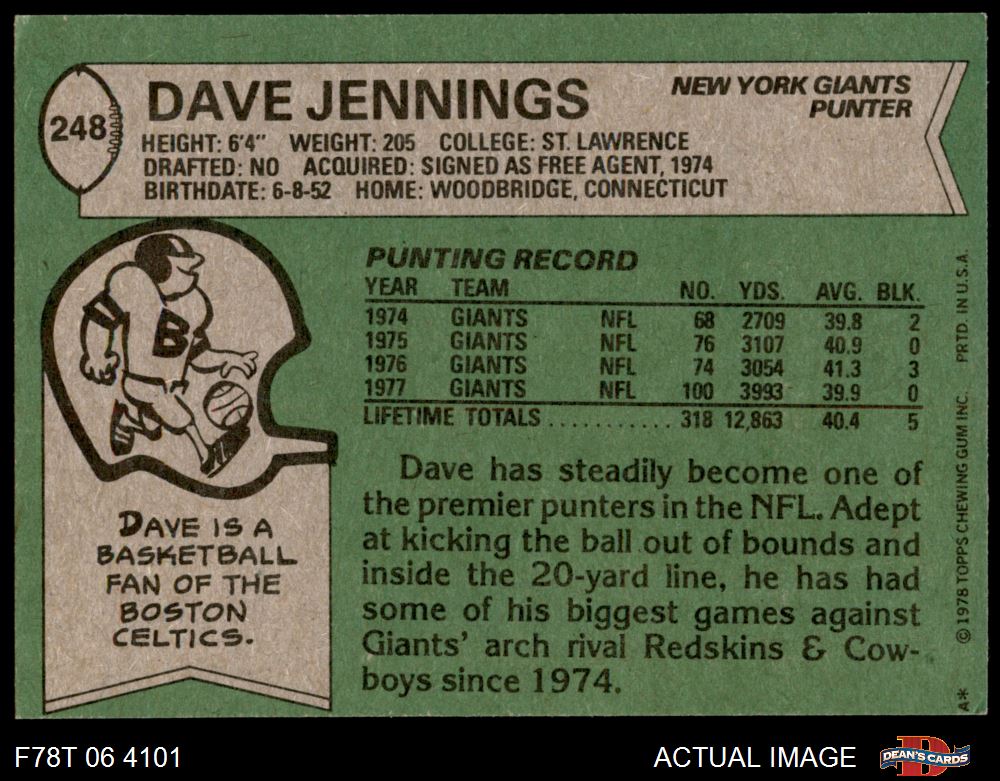 248
DAVE JENNINGS
NEW YORK GIANTS
PUNTER
HEIGHT: 6'4" WEIGHT: 205 COLLEGE: ST. LAWRENCE
DRAFTED: NO ACQUIRED: SIGNED AS FREE AGENT, 1974
BIRTHDATE: 6-8-52 HOME: WOODBRIDGE, CONNECTICUT
B
DAVE IS A
BASKETBALL
FAN OF THE
BOSTON
CELTICS.
PUNTING RECORD
YEAR TEAM NO. YDS. AVG. BLK.
1974 GIANTS NFL 68 2709 39.8 2
1975 GIANTS NFL 76 3107 40.9 0
1976 GIANTS NFL 74 3054 41.3 3
1977 GIANTS NFL 100 3993 39.9 0
LIFETIME TOTALS ........... 318 12,863 40.4 5
Dave has steadily become one of
the premier punters in the NFL. Adept
at kicking the ball out of bounds and
inside the 20-yard line, he has had
some of his biggest games against
Giants' arch rival Redskins & Cow-
boys since 1974.
A* © 1978 TOPPS CHEWING GUM INC. PRTD. IN U.S.A.
F78T 06 4101
ACTUAL IMAGE
D
DEAN'S CARDS